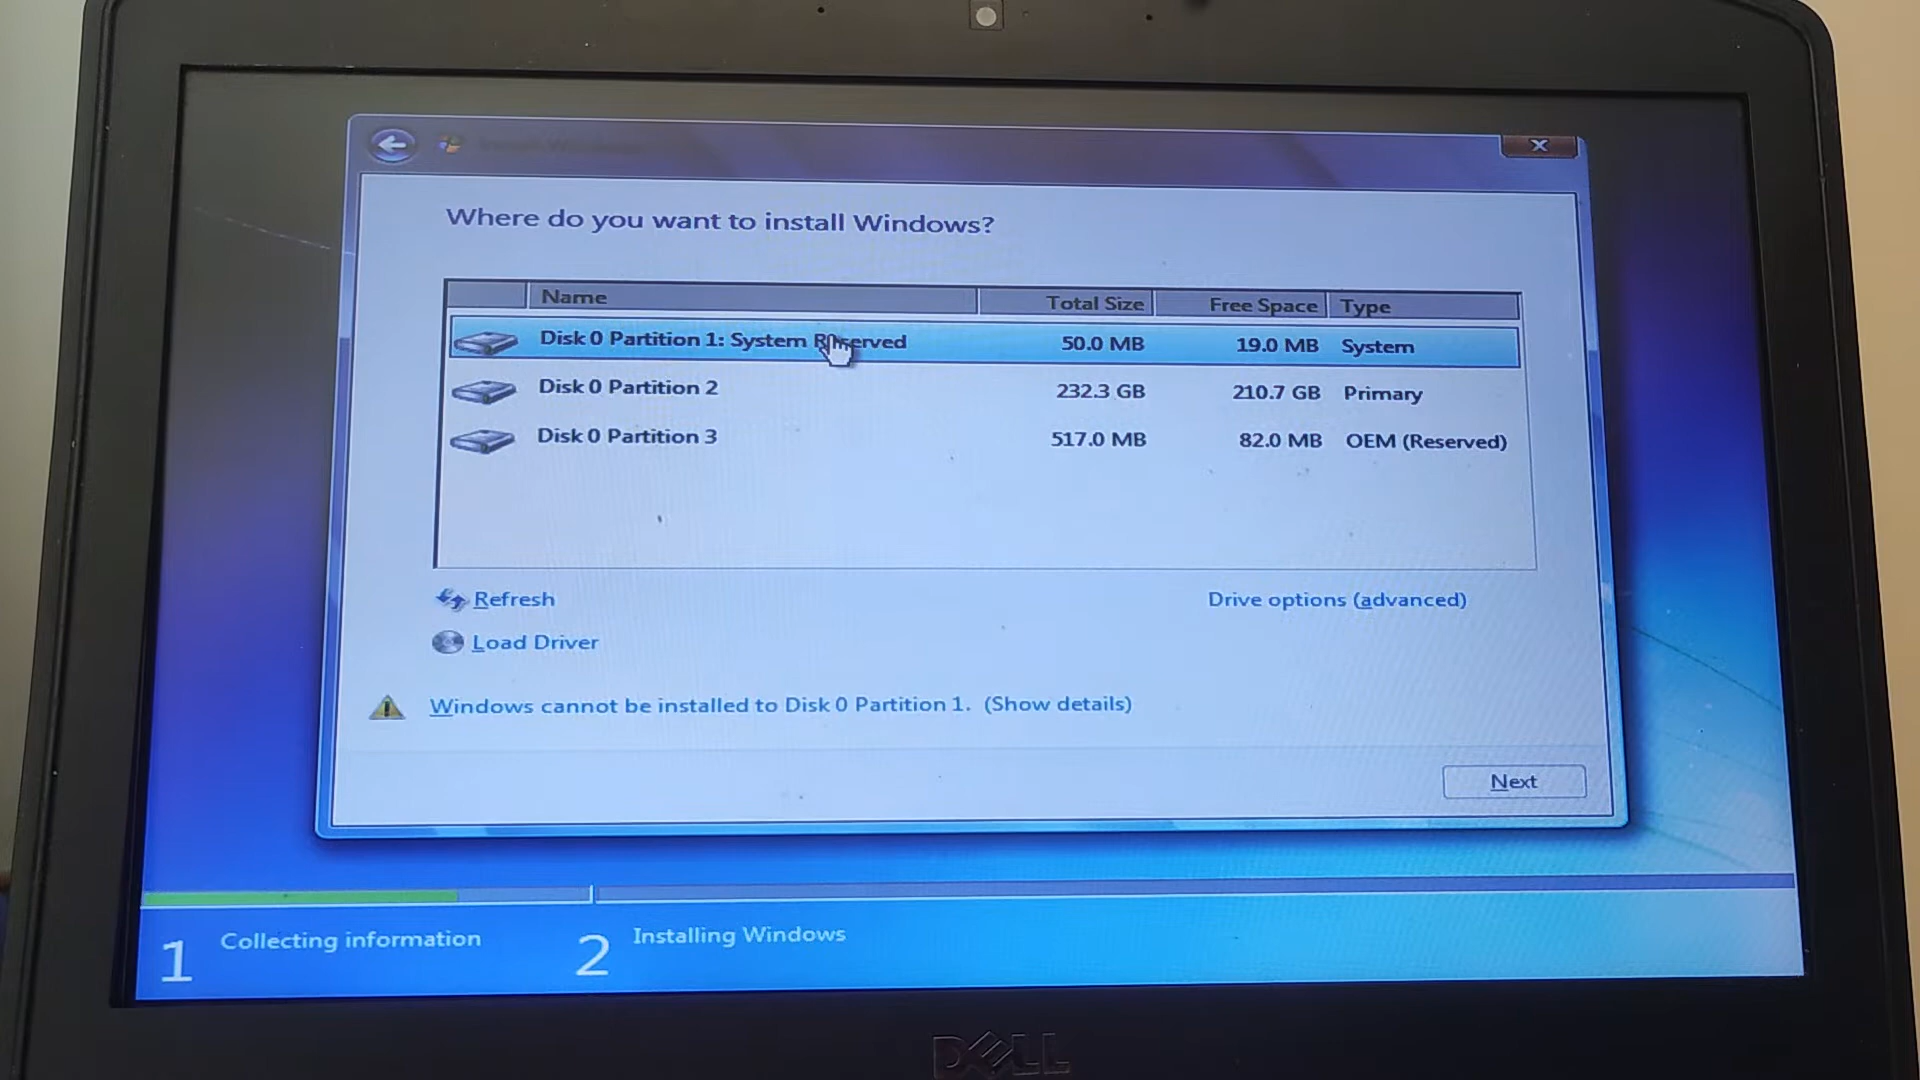 Where do you want to install Windows?
Name Total Size Free Space Type
Disk 0 Partition 1: System Reserved 50.0 MB 19.0 MB System
Disk 0 Partition 2 232.3 GB 210.7 GB Primary
Disk 0 Partition 3 517.0 MB 82.0 MB OEM (Reserved)
Refresh Drive options (advanced)
Load Driver
Windows cannot be installed to Disk 0 Partition 1. (Show details)
Next
1 Collecting information 2 Installing Windows
DELL